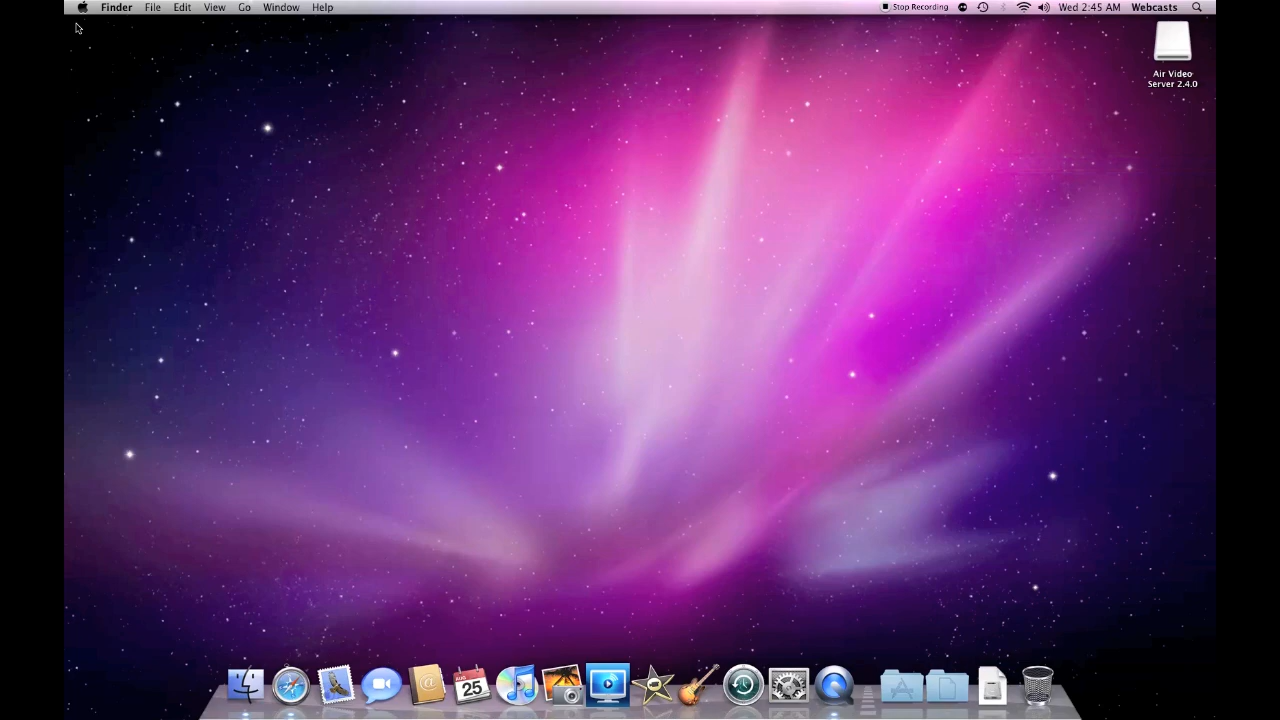 Finder File Edit View Go Window Help Stop Recording Wed 2:45 AM Webcasts
Air Video
Server 2.4.0
@
AUG
25